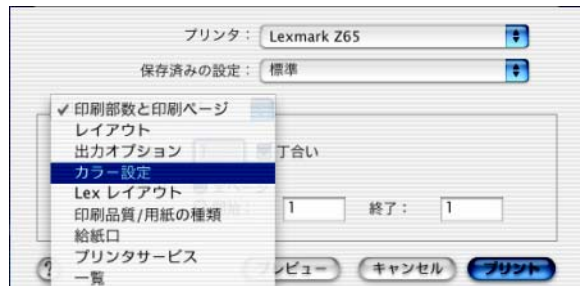 プリンタ： Lexmark Z65
保存済みの設定： 標準
✓ 印刷部数と印刷ページ
レイアウト
出力オプション
丁合い
カラー設定
Lex レイアウト
開始： 1 終了： 1
印刷品質/用紙の種類
給紙口
プリンタサービス
一覧
? プレビュー キャンセル プリント